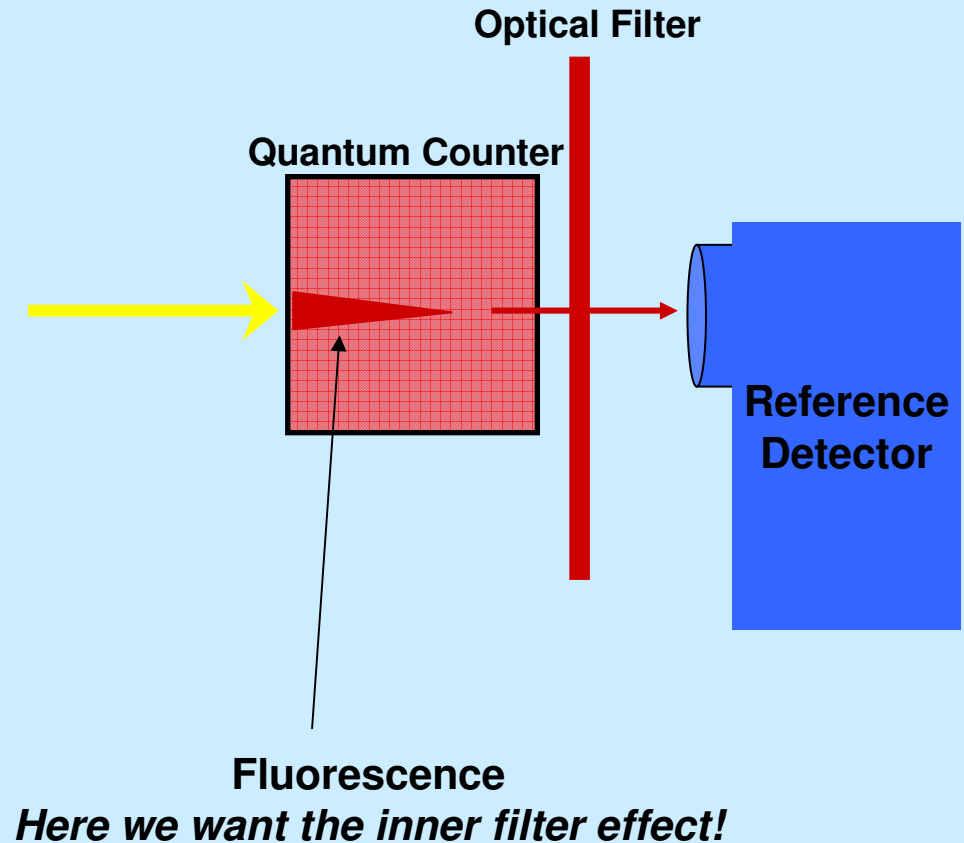 Optical Filter
Quantum Counter
Reference
Detector
Fluorescence
Here we want the inner filter effect!